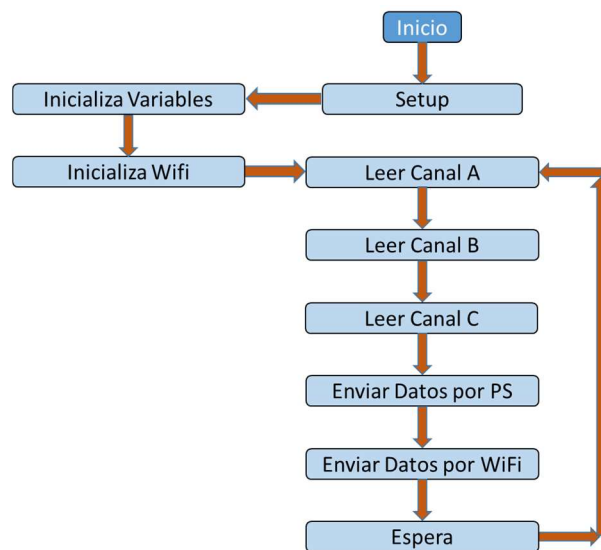 Inicio
Setup
Inicializa Variables
Inicializa Wifi
Leer Canal A
Leer Canal B
Leer Canal C
Enviar Datos por PS
Enviar Datos por WiFi
Espera